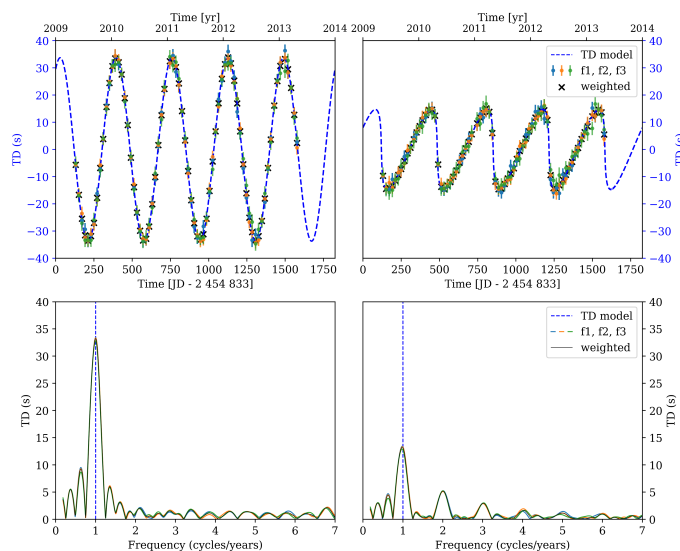 Time [yr]
2009 2010 2011 2012 2013 2014
TD (s)
40
30
20
10
0
−10
−20
−30
−40
0 250 500 750 1000 1250 1500 1750
Time [JD - 2 454 833]
Time [yr]
2009 2010 2011 2012 2013 2014
TD model
f1, f2, f3
weighted
40
30
20
10
0
−10
−20
−30
−40
TD (s)
0 250 500 750 1000 1250 1500 1750
Time [JD - 2 454 833]
TD (s)
40
35
30
25
20
15
10
5
0
0 1 2 3 4 5 6 7
Frequency (cycles/years)
TD model
f1, f2, f3
weighted
40
35
30
25
20
15
10
5
0
TD (s)
0 1 2 3 4 5 6 7
Frequency (cycles/years)